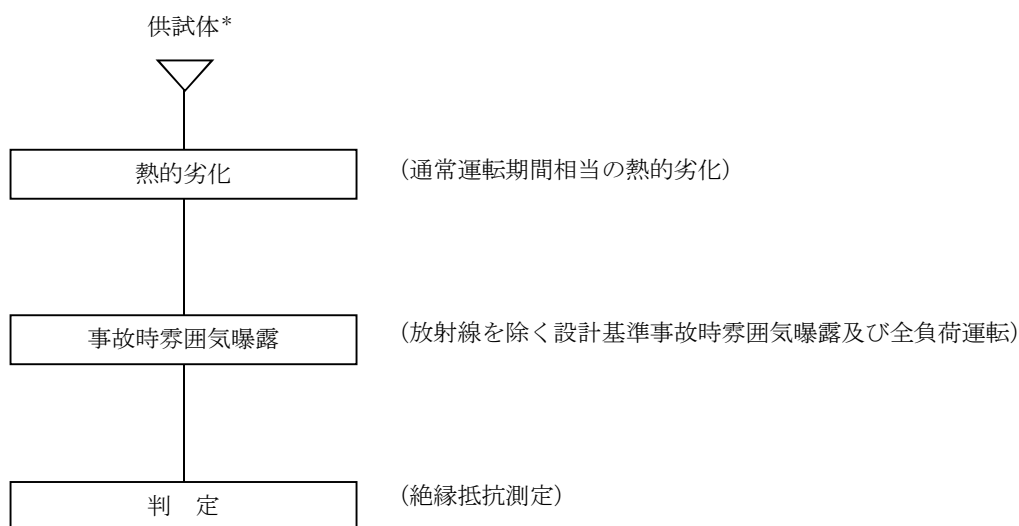 供試体*
熱的劣化
(通常運転期間相当の熱的劣化)
事故時雰囲気曝露
(放射線を除く設計基準事故時雰囲気曝露及び全負荷運転)
判 定
(絶縁抵抗測定)